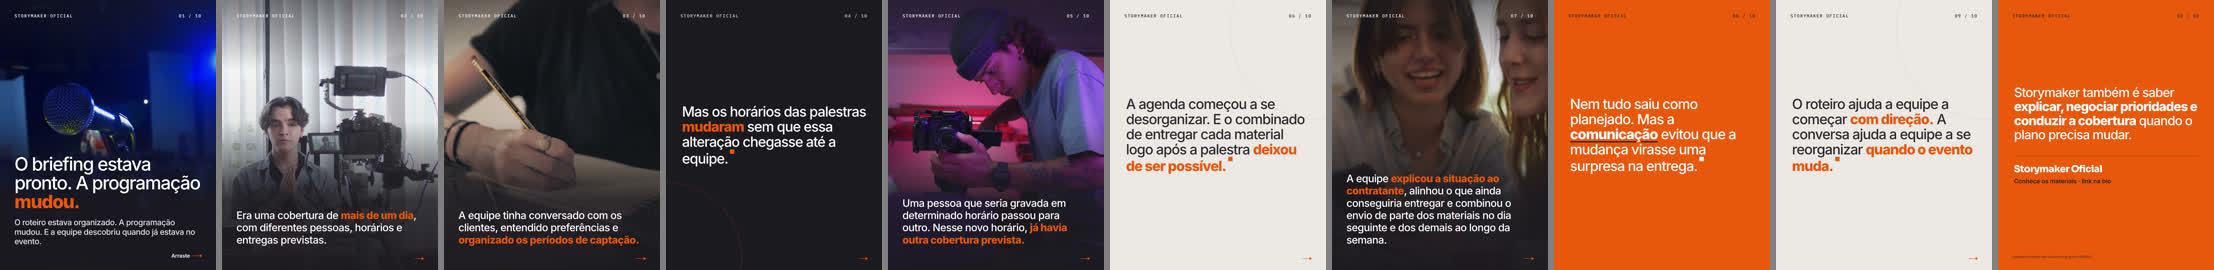 STORYMAKER OFICIAL
01 / 10
O briefing estava
pronto. A programação
mudou.
O roteiro estava organizado. A programação
mudou. E a equipe descobriu quando já estava no
evento.
Arraste
STORYMAKER OFICIAL
02 / 10
Era uma cobertura de mais de um dia,
com diferentes pessoas, horários e
entregas previstas.
STORYMAKER OFICIAL
03 / 10
A equipe tinha conversado com os
clientes, entendido preferências e
organizado os períodos de captação.
STORYMAKER OFICIAL
04 / 10
Mas os horários das palestras
mudaram sem que essa
alteração chegasse até a
equipe.
STORYMAKER OFICIAL
05 / 10
Uma pessoa que seria gravada em
determinado horário passou para
outro. Nesse novo horário, já havia
outra cobertura prevista.
STORYMAKER OFICIAL
06 / 10
A agenda começou a se
desorganizar. E o combinado
de entregar cada material
logo após a palestra deixou
de ser possível.
STORYMAKER OFICIAL
07 / 10
A equipe explicou a situação ao
contratante, alinhou o que ainda
conseguiria entregar e combinou o
envio de parte dos materiais no dia
seguinte e dos demais ao longo da
semana.
STORYMAKER OFICIAL
08 / 10
Nem tudo saiu como
planejado. Mas a
comunicação evitou que a
mudança virasse uma
surpresa na entrega.
STORYMAKER OFICIAL
09 / 10
O roteiro ajuda a equipe a
começar com direção. A
conversa ajuda a equipe a se
reorganizar quando o evento
muda.
STORYMAKER OFICIAL
10 / 10
Storymaker também é saber
explicar, negociar prioridades e
conduzir a cobertura quando o
plano precisa mudar.
Storymaker Oficial
Conheça os materiais · link na bio